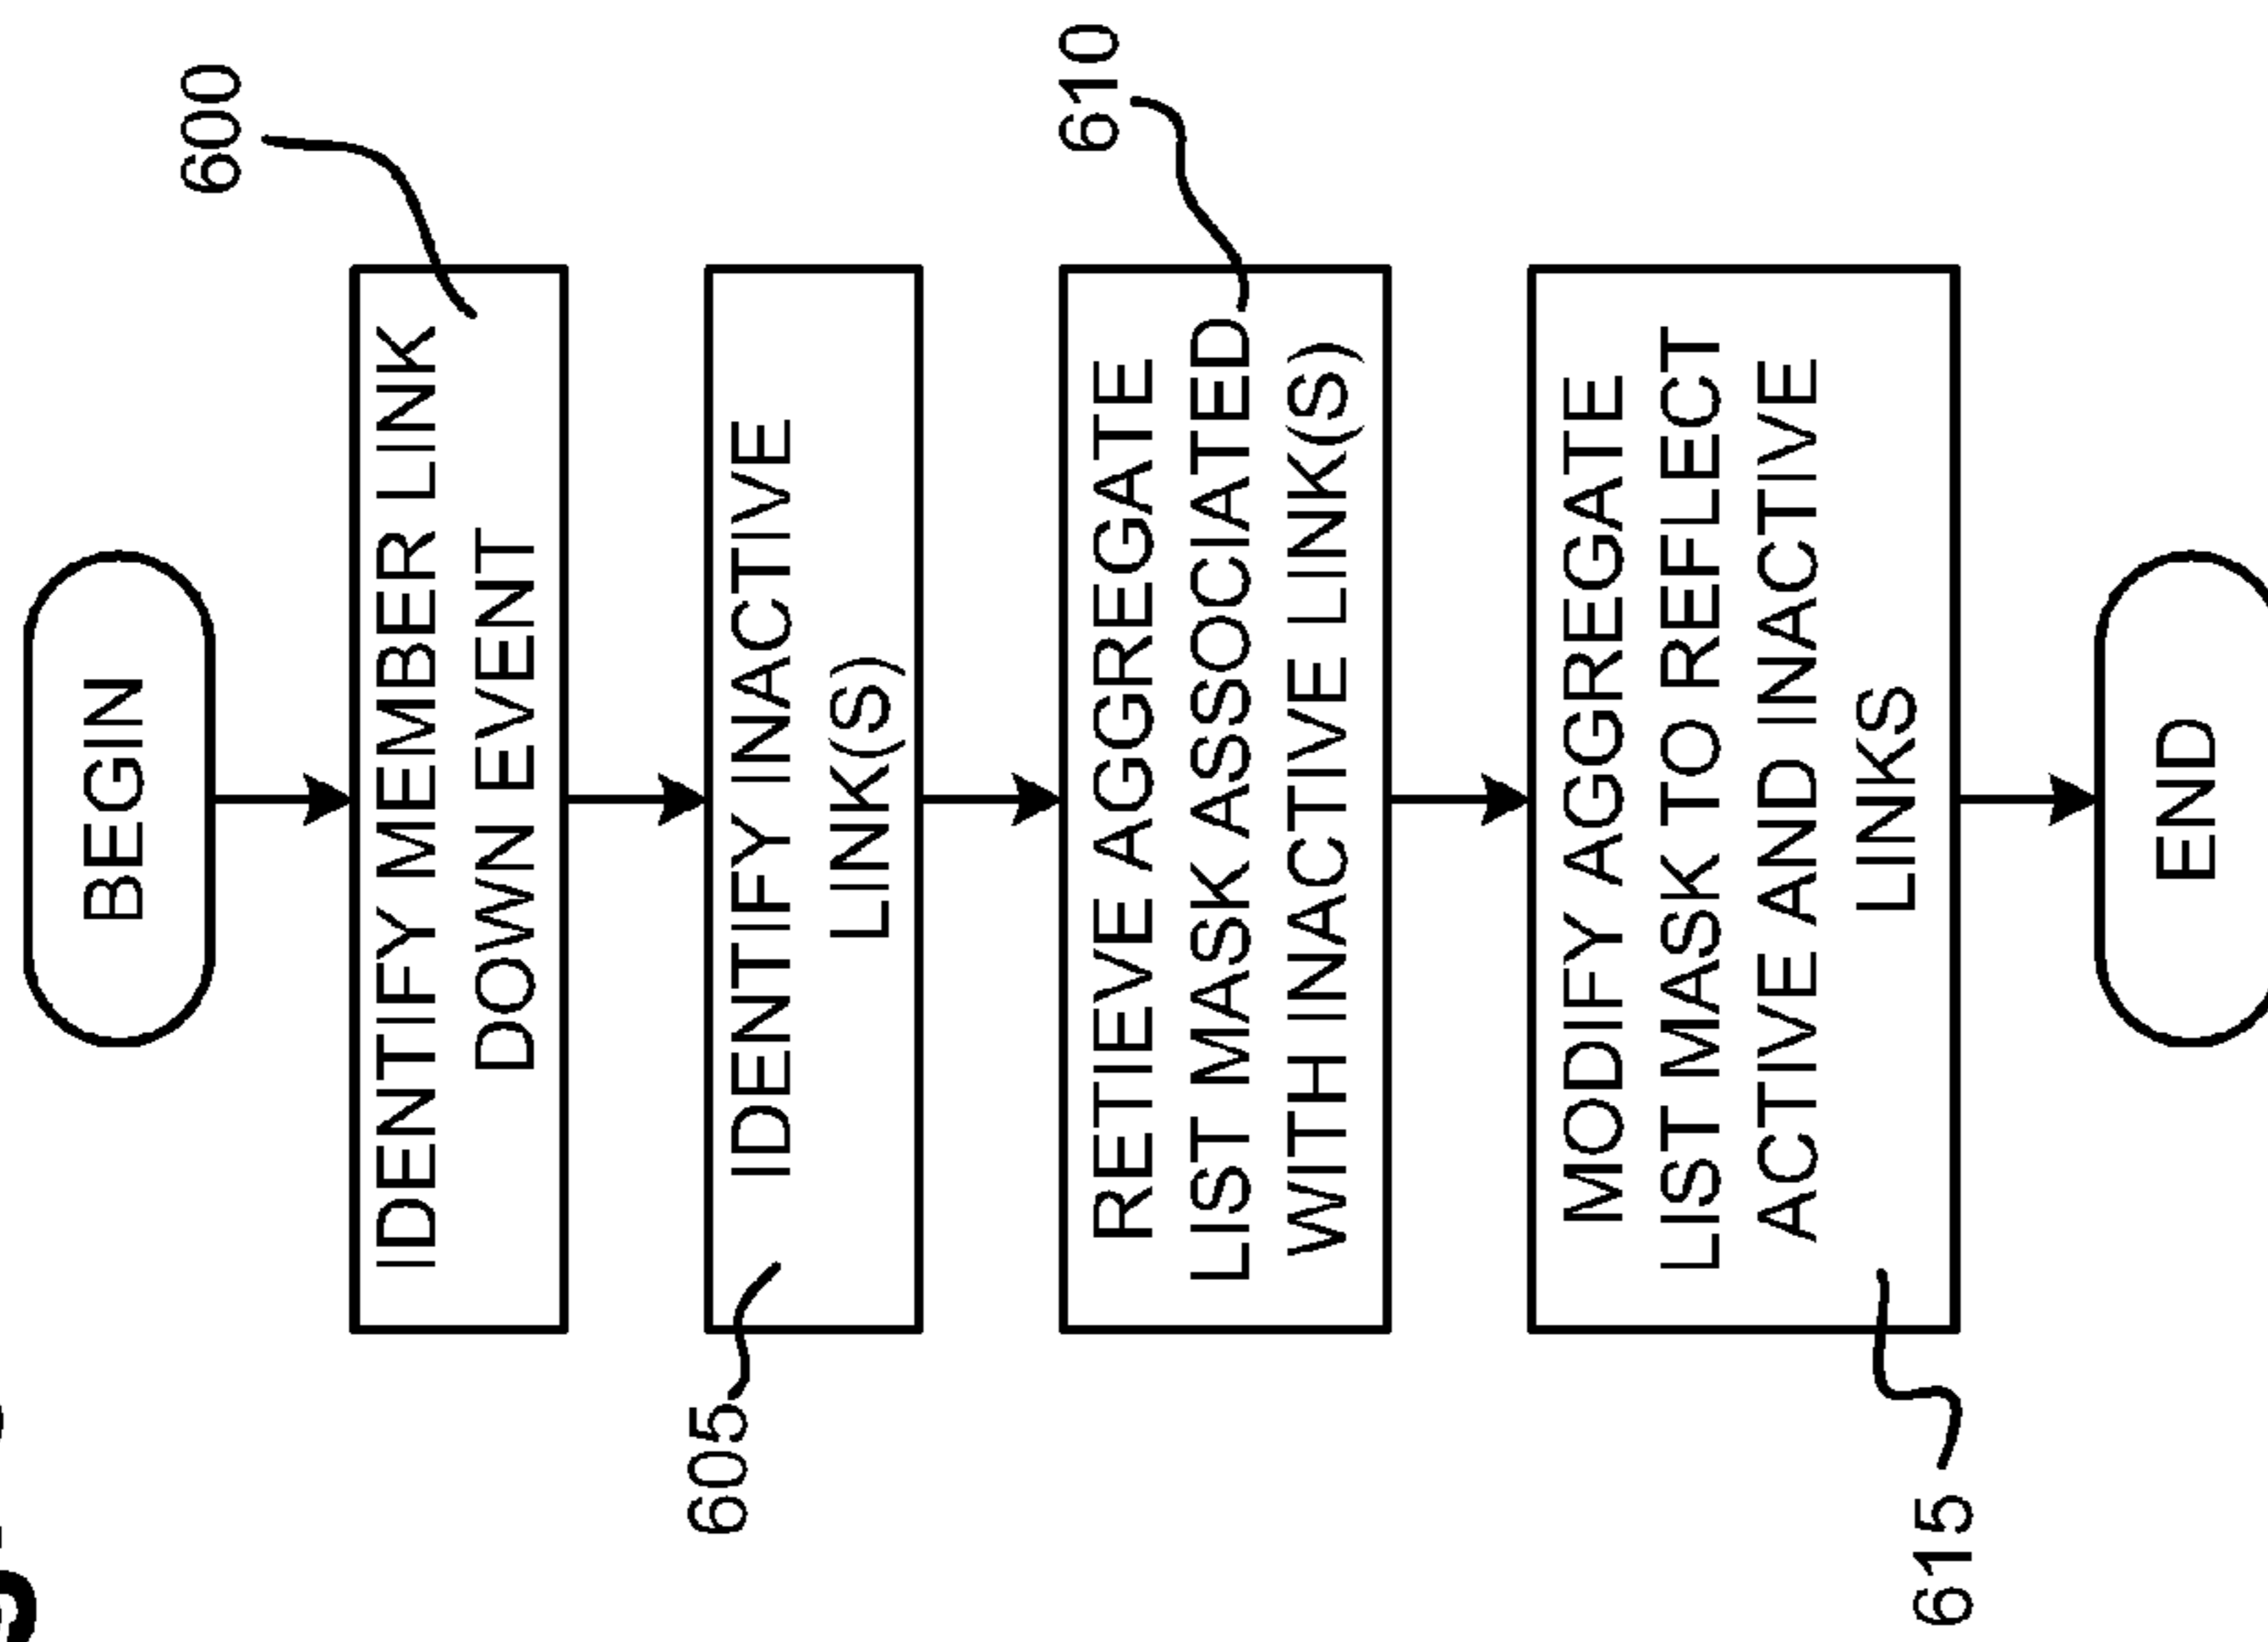 BEGIN
600
IDENTIFY MEMBER LINK
DOWN EVENT
605
IDENTIFY INACTIVE
LINK(S)
610
RETIEVE AGGREGATE
LIST MASK ASSOCIATED
WITH INACTIVE LINK(S)
615
MODIFY AGGREGATE
LIST MASK TO REFLECT
ACTIVE AND INACTIVE
LINKS
END